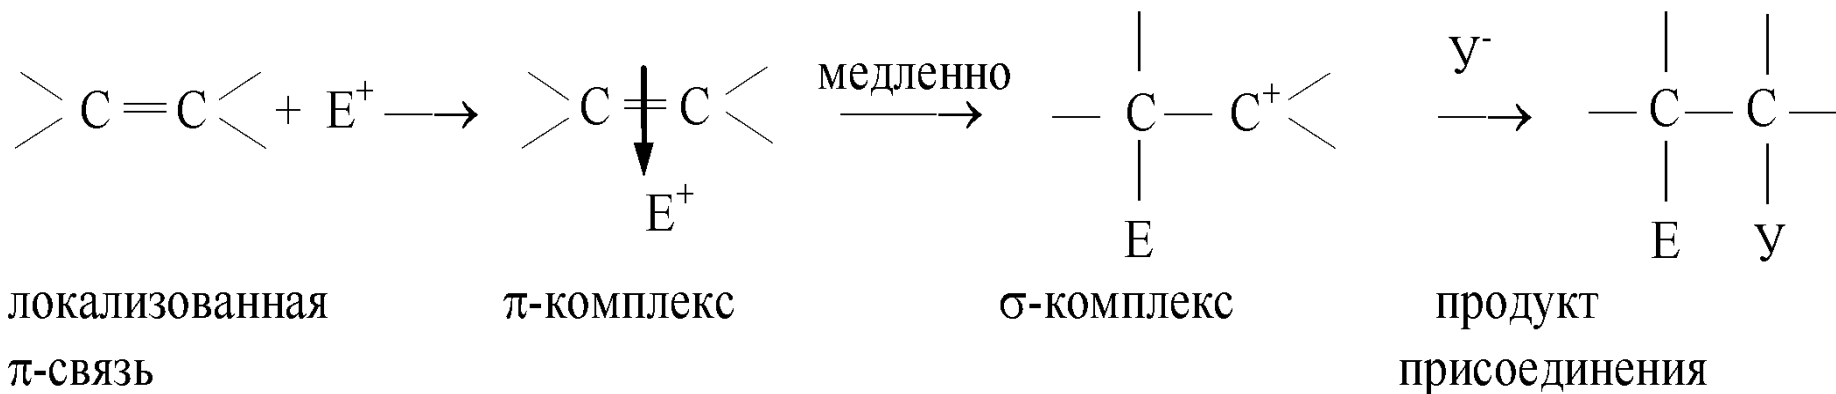 медленно
У⁻
C=C + E⁺ → C=C → C—C⁺ → C—C
E⁺
E E У
локализованная π-комплекс σ-комплекс продукт
π-связь присоединения